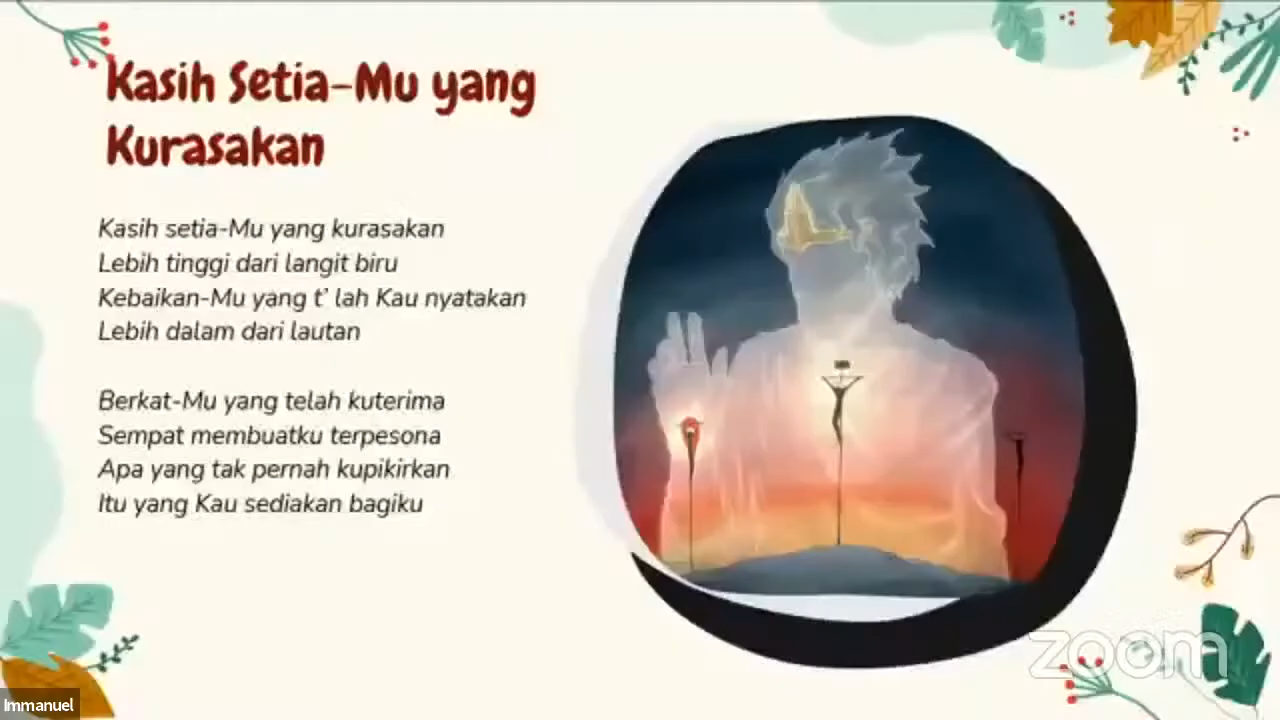 Kasih Setia-Mu yang
Kurasakan
Kasih setia-Mu yang kurasakan
Lebih tinggi dari langit biru
Kebaikan-Mu yang t' lah Kau nyatakan
Lebih dalam dari lautan
Berkat-Mu yang telah kuterima
Sempat membuatku terpesona
Apa yang tak pernah kupikirkan
Itu yang Kau sediakan bagiku
zoom
Immanuel